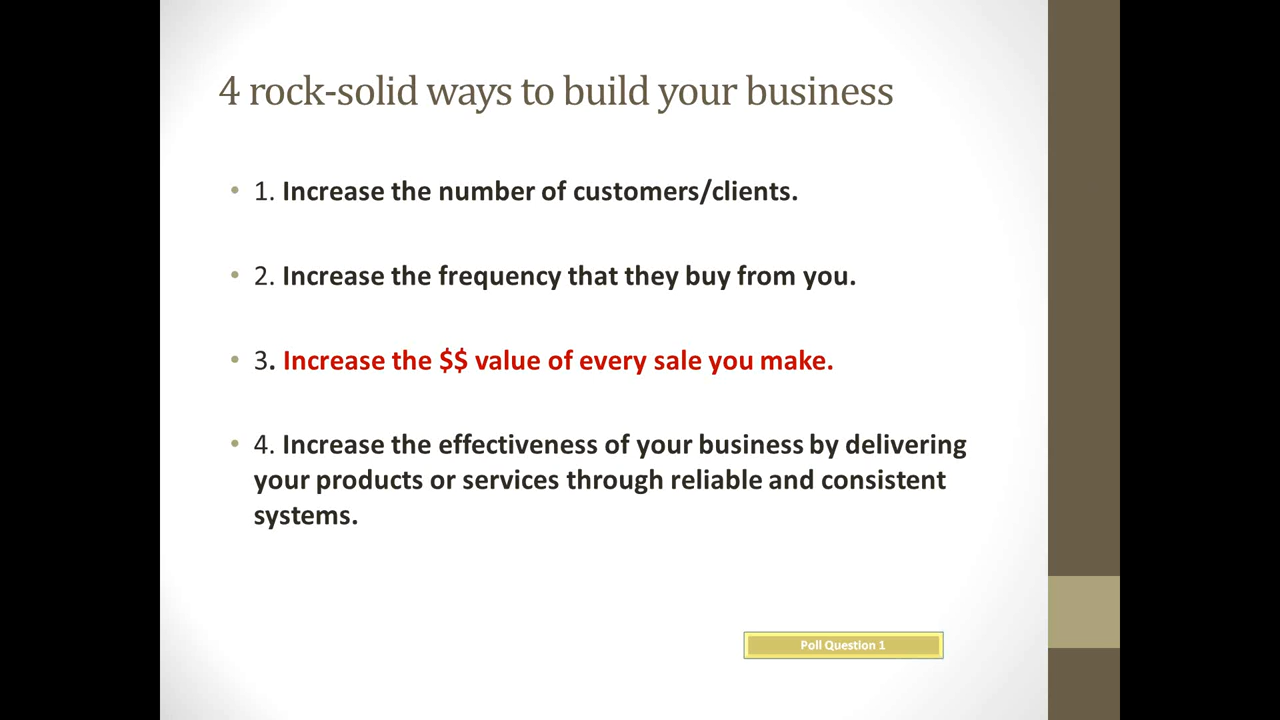 4 rock-solid ways to build your business
• 1. Increase the number of customers/clients.
• 2. Increase the frequency that they buy from you.
• 3. Increase the $$ value of every sale you make.
• 4. Increase the effectiveness of your business by delivering
your products or services through reliable and consistent
systems.
Poll Question 1